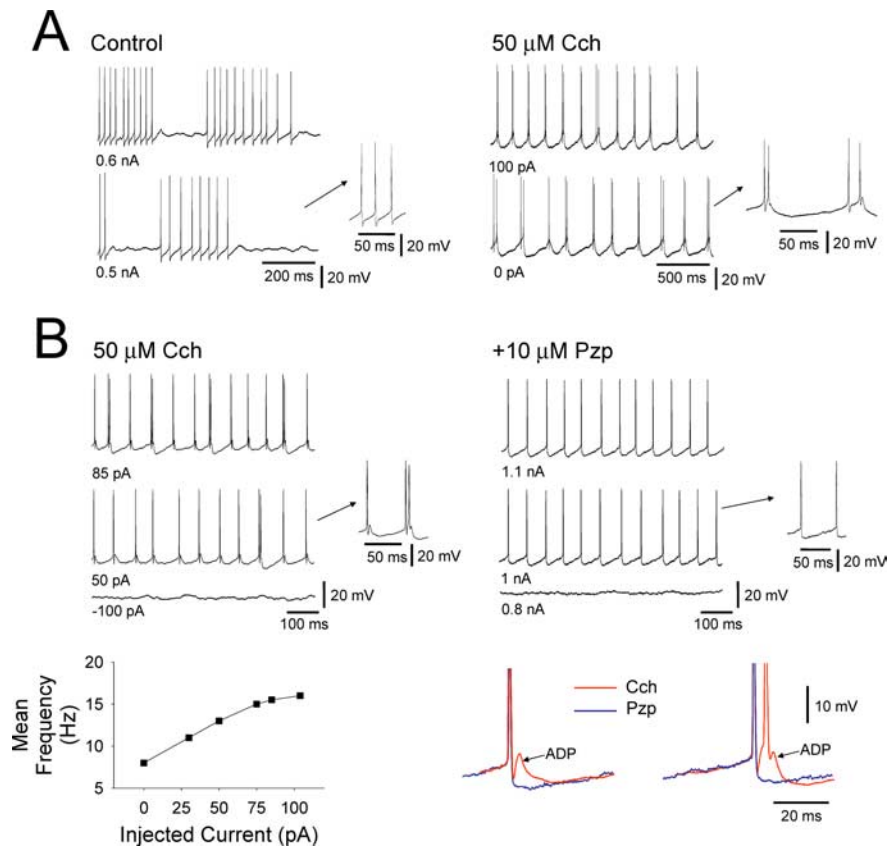 A
Control
50 μM Cch
0.6 nA
100 pA
50 ms
20 mV
50 ms
20 mV
0.5 nA
200 ms
20 mV
0 pA
500 ms
20 mV
B
50 μM Cch
+10 μM Pzp
85 pA
1.1 nA
50 ms
20 mV
50 ms
20 mV
50 pA
-100 pA
20 mV
100 ms
1 nA
0.8 nA
20 mV
100 ms
Mean
Frequency
(Hz)
20
15
10
5
0 25 50 75 100
Injected Current (pA)
Cch
Pzp
10 mV
ADP
ADP
20 ms